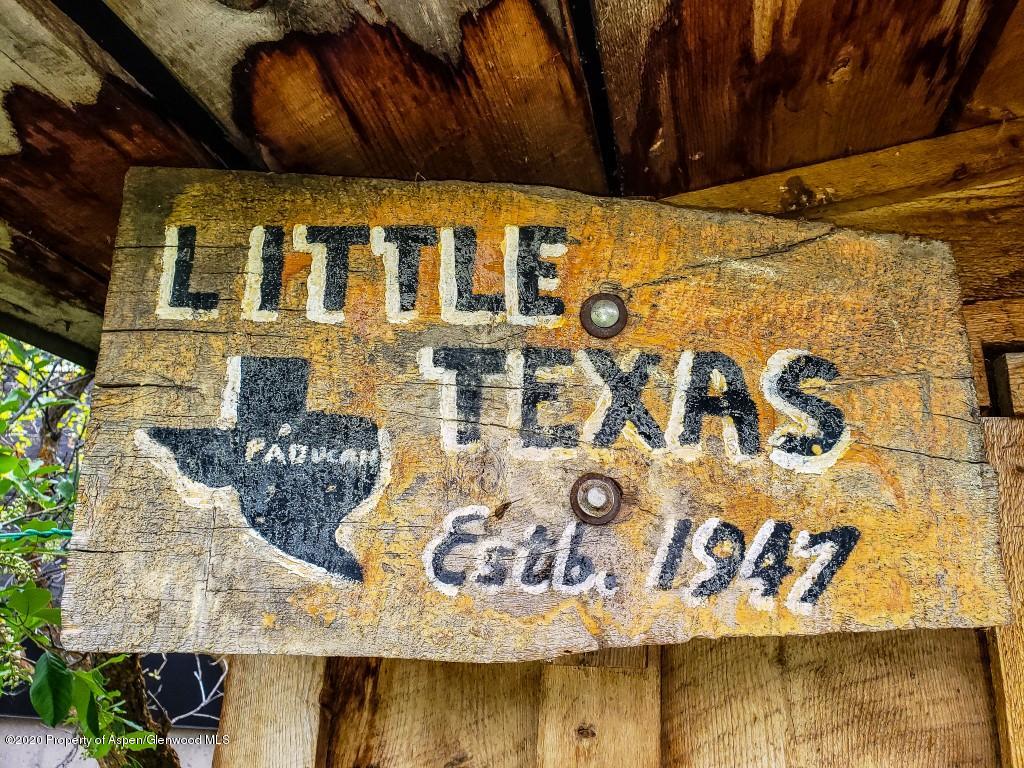 LITTLE
TEXAS
PADUCAH
Estb. 1947
©2020 Property of Aspen/Glenwood MLS